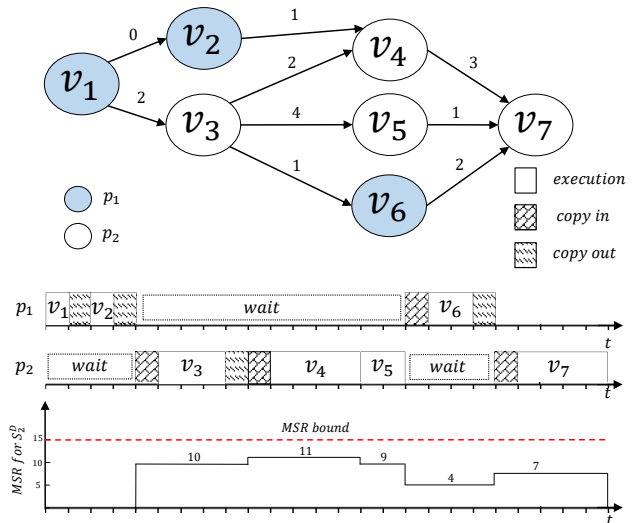 0
1
v₂
v₄
v₁
2
2
3
v₃
4
v₅
1
v₇
1
2
v₆
p₁
p₂
execution
copy in
copy out
p₁
v₁
v₂
wait
v₆
t
p₂
wait
v₃
v₄
v₅
wait
v₇
t
MSR for S₂ᴰ
MSR bound
15
10
5
10
11
9
4
7
t